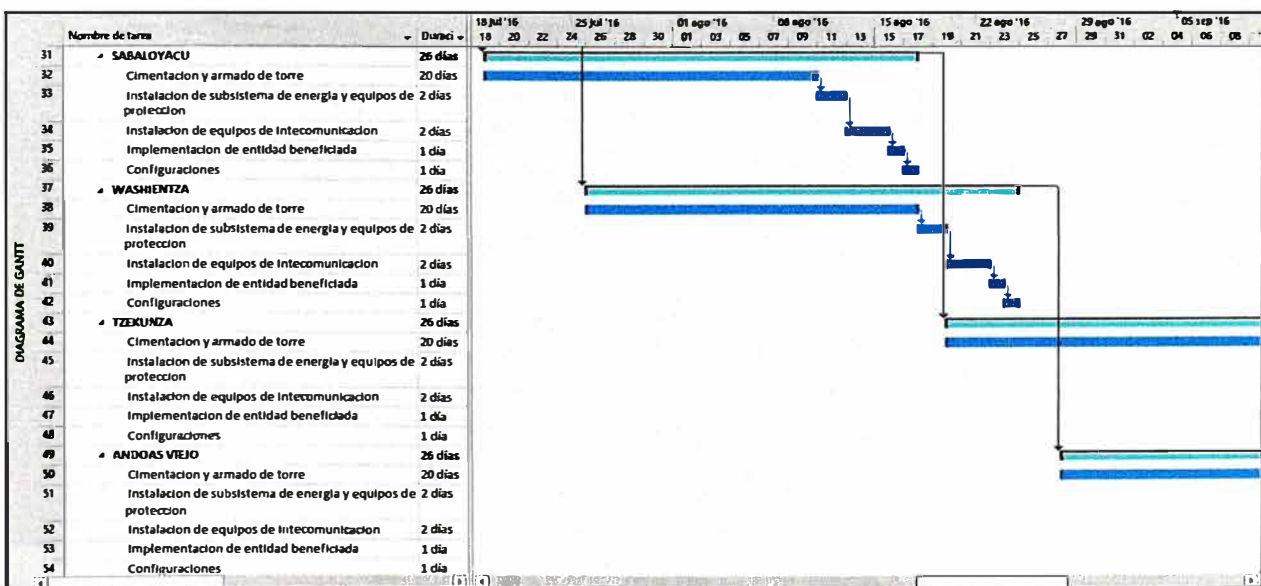 18 jul '16 25 jul '16 01 ago '16 08 ago '16 15 ago '16 22 ago '16 29 ago '16 05 sep '16
Nombre de tarea Duraci 18 20 22 24 26 28 30 01 03 05 07 09 11 13 15 17 19 21 23 25 27 29 31 02 04 06 08
DIAGRAMA DE GANTT
31 SABALOYACU 26 días
32 Cimentacion y armado de torre 20 días
33 Instalacion de subsistema de energia y equipos de 2 días
proteccion
34 Instalacion de equipos de Intecomunicacion 2 días
35 Implementacion de entidad beneficiada 1 día
36 Configuraciones 1 día
37 WASHIENTZA 26 días
38 Cimentacion y armado de torre 20 días
39 Instalacion de subsistema de energia y equipos de 2 días
proteccion
40 Instalacion de equipos de Intecomunicacion 2 días
41 Implementacion de entidad beneficiada 1 día
42 Configuraciones 1 día
43 TZEKUNZA 26 días
44 Cimentacion y armado de torre 20 días
45 Instalacion de subsistema de energia y equipos de 2 días
proteccion
46 Instalacion de equipos de Intecomunicacion 2 días
47 Implementacion de entidad beneficiada 1 día
48 Configuraciones 1 día
49 ANDOAS VIEJO 26 días
50 Cimentacion y armado de torre 20 días
51 Instalacion de subsistema de energia y equipos de 2 días
proteccion
52 Instalacion de equipos de Intecomunicacion 2 días
53 Implementacion de entidad beneficiada 1 día
54 Configuraciones 1 día